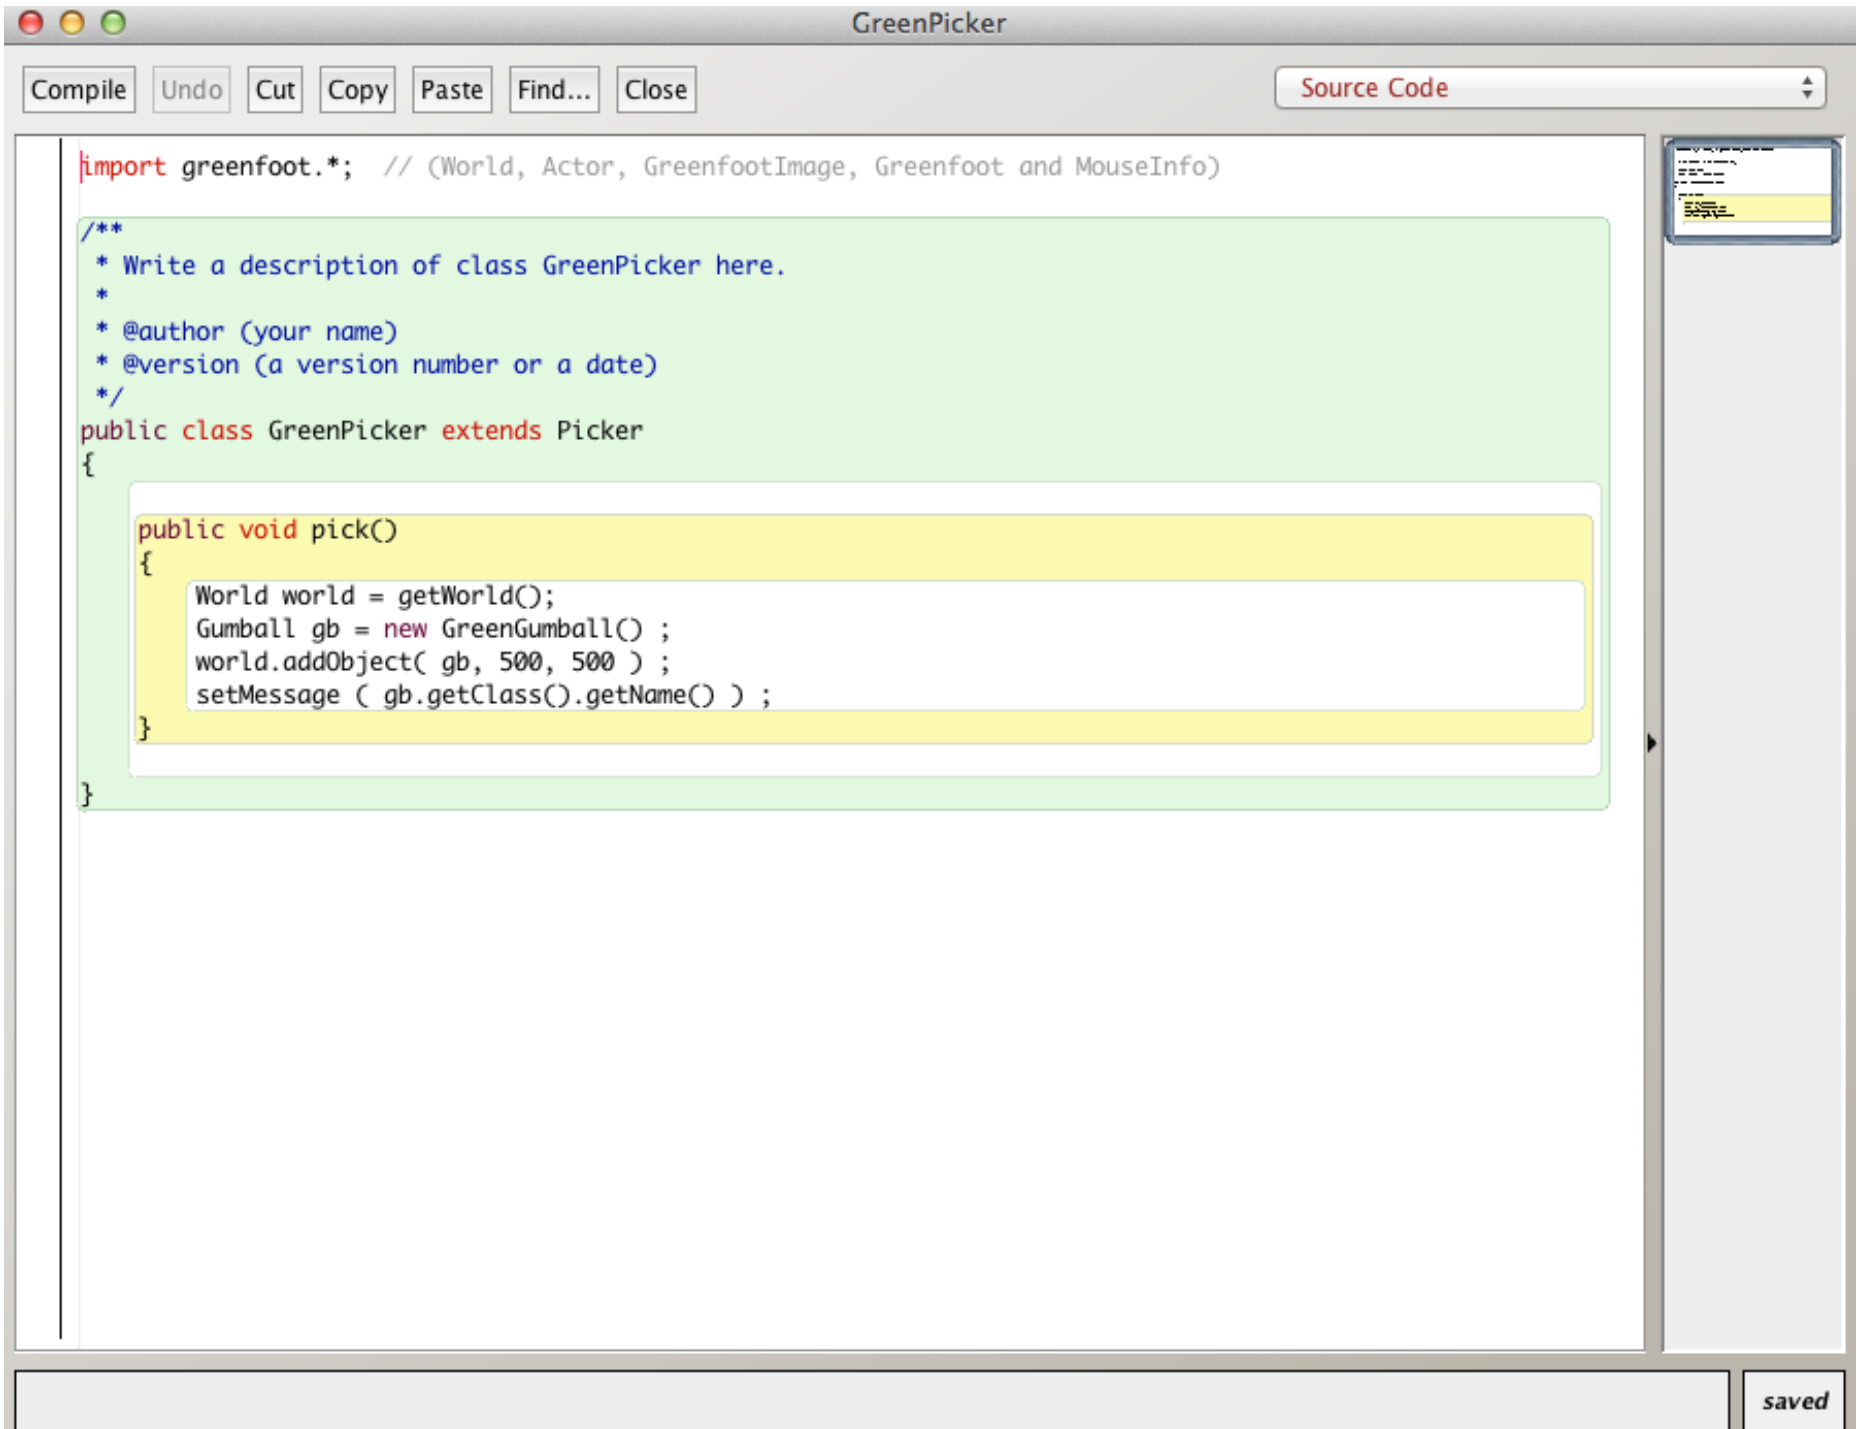 GreenPicker
Compile Undo Cut Copy Paste Find... Close Source Code
import greenfoot.*;  // (World, Actor, GreenfootImage, Greenfoot and MouseInfo)
/**
 * Write a description of class GreenPicker here.
 *
 * @author (your name)
 * @version (a version number or a date)
 */
public class GreenPicker extends Picker
{
    public void pick()
    {
        World world = getWorld();
        Gumball gb = new GreenGumball() ;
        world.addObject( gb, 500, 500 ) ;
        setMessage ( gb.getClass().getName() ) ;
    }
}
saved